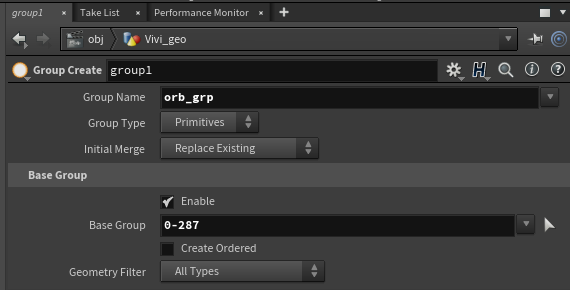 group1 × Take List × Performance Monitor × +
obj Vivi_geo
Group Create group1
Group Name orb_grp
Group Type Primitives
Initial Merge Replace Existing
Base Group
Enable
Base Group 0-287
Create Ordered
Geometry Filter All Types